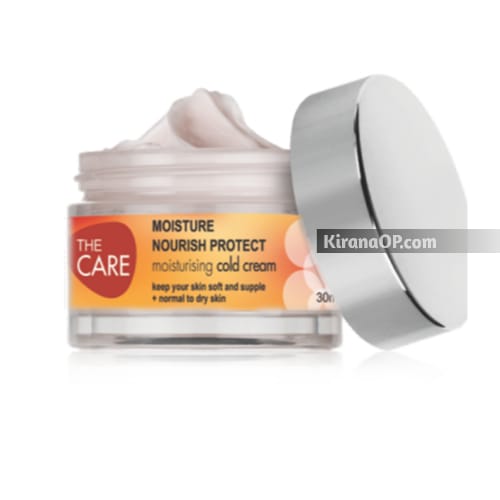 THE
CARE
MOISTURE
NOURISH PROTECT
moisturising cold cream
keep your skin soft and supple
+ normal to dry skin
KiranaOP.com